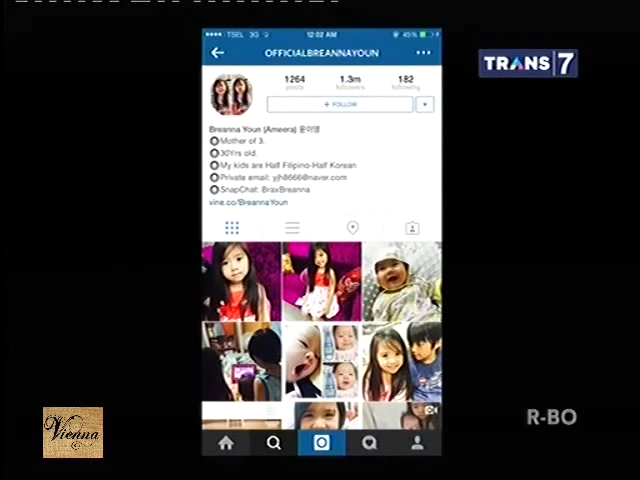 TSEL 3G 12:02 AM 45%
OFFICIALBREANNAYOUN
TRANS|7
1264 1.3m 182
posts followers following
+ FOLLOW
Breanna Youn (Ameera) 윤이영
Mother of 3.
30Yrs old.
My kids are Half Filipino-Half Korean
Private email: yjh8666@naver.com
SnapChat: BraxBreanna
vine.co/BreannaYoun
Vienna
R-BO